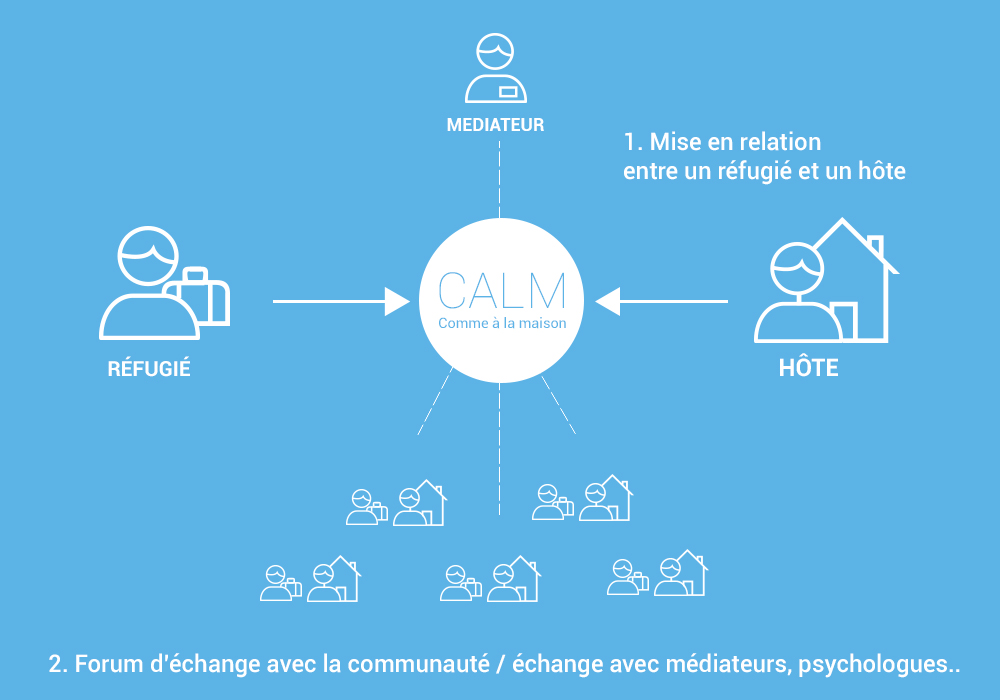 MEDIATEUR
1. Mise en relation
entre un réfugié et un hôte
CALM
Comme à la maison
RÉFUGIÉ
HÔTE
2. Forum d'échange avec la communauté / échange avec médiateurs, psychologues..